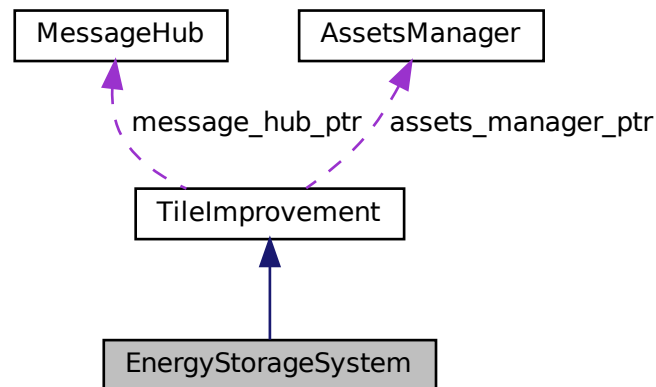 MessageHub
AssetsManager
message_hub_ptr
assets_manager_ptr
TileImprovement
EnergyStorageSystem